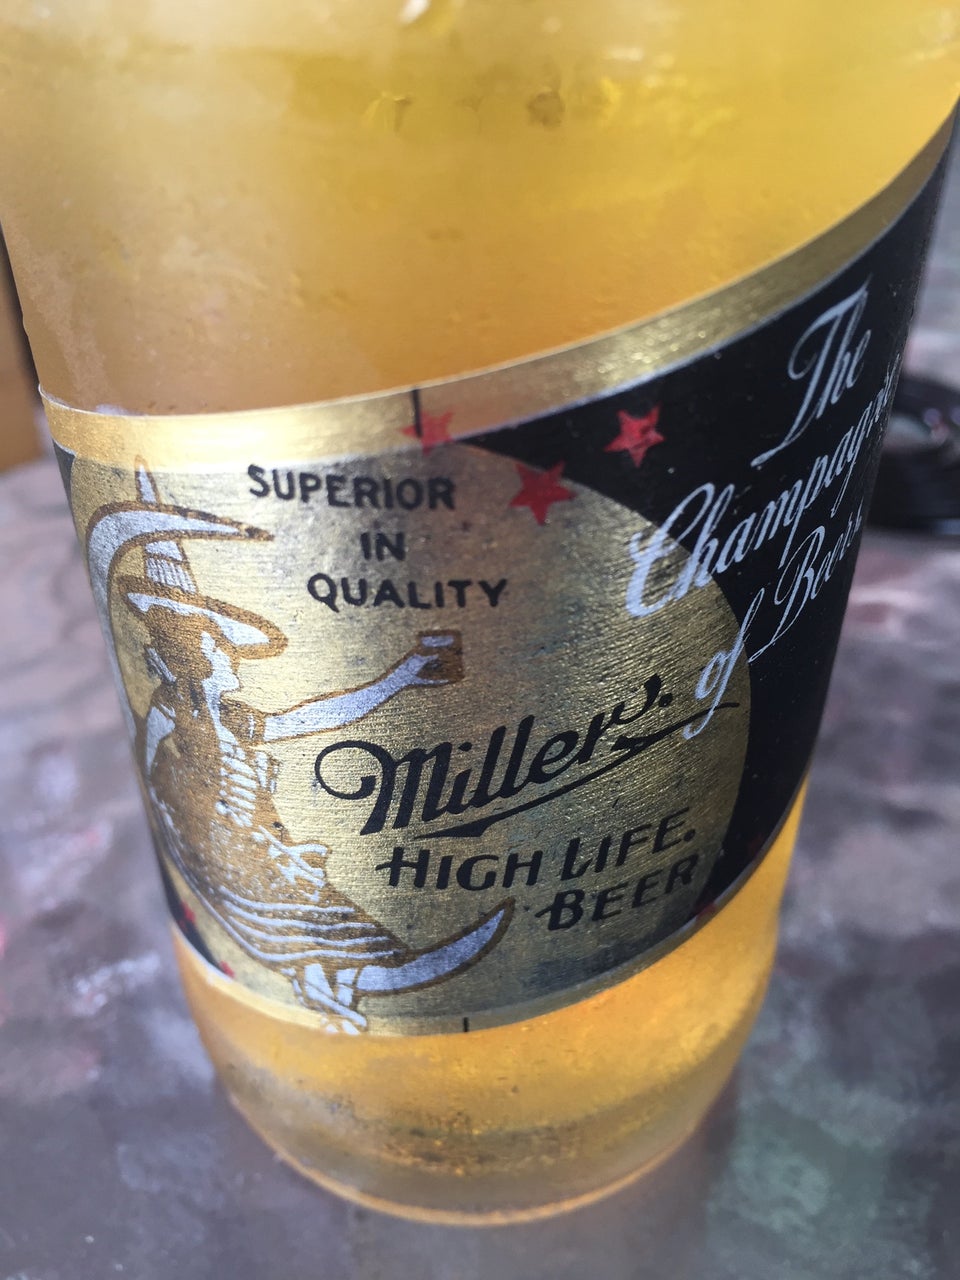 SUPERIOR
IN
QUALITY
Miller
HIGH LIFE.
BEER
The
Champagne
of Beers